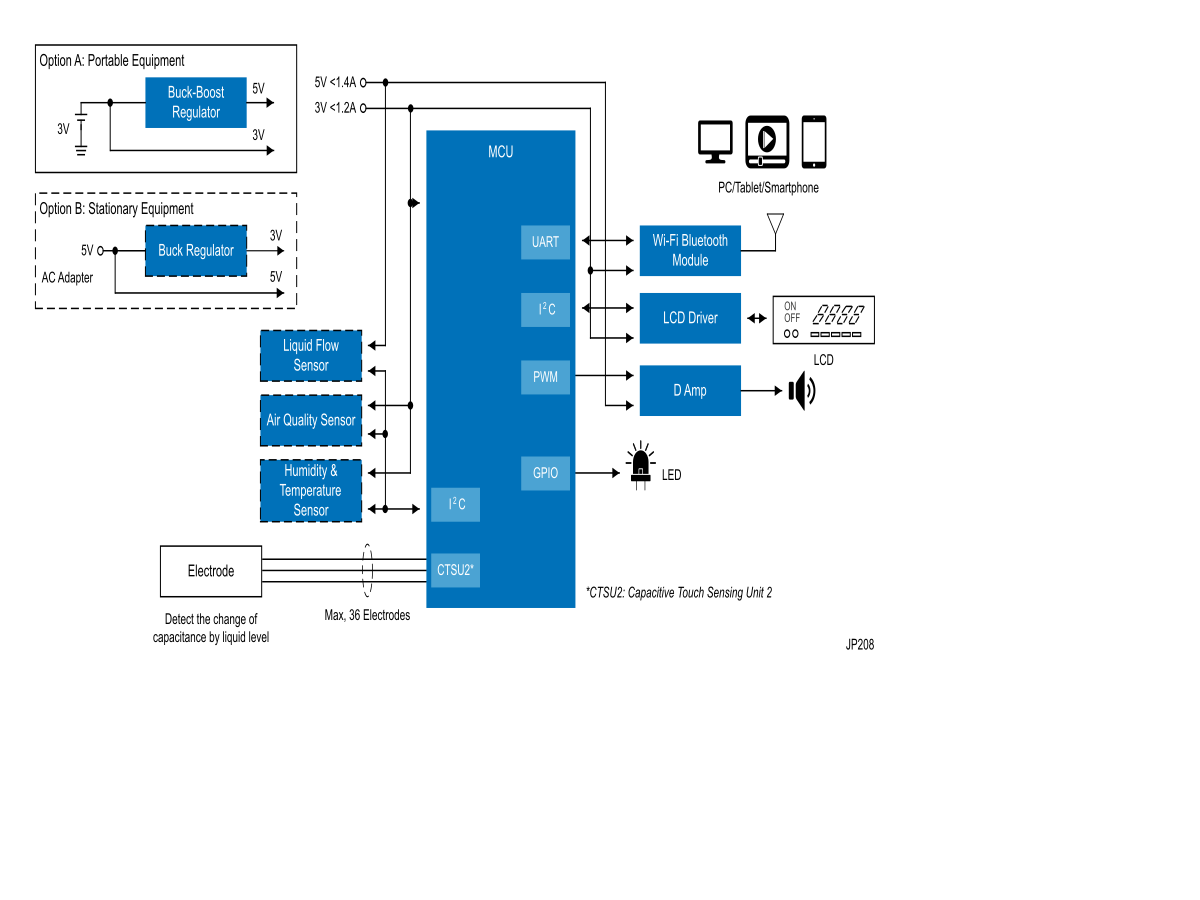 Option A: Portable Equipment
Buck-Boost
Regulator
5V
3V
3V
Option B: Stationary Equipment
5V
AC Adapter
Buck Regulator
3V
5V
5V <1.4A
3V <1.2A
MCU
UART
I2C
PWM
GPIO
I2C
CTSU2*
PC/Tablet/Smartphone
Wi-Fi Bluetooth
Module
LCD Driver
ON
OFF
8888
LCD
D Amp
LED
Liquid Flow
Sensor
Air Quality Sensor
Humidity &
Temperature
Sensor
Electrode
Detect the change of
capacitance by liquid level
Max, 36 Electrodes
*CTSU2: Capacitive Touch Sensing Unit 2
JP208